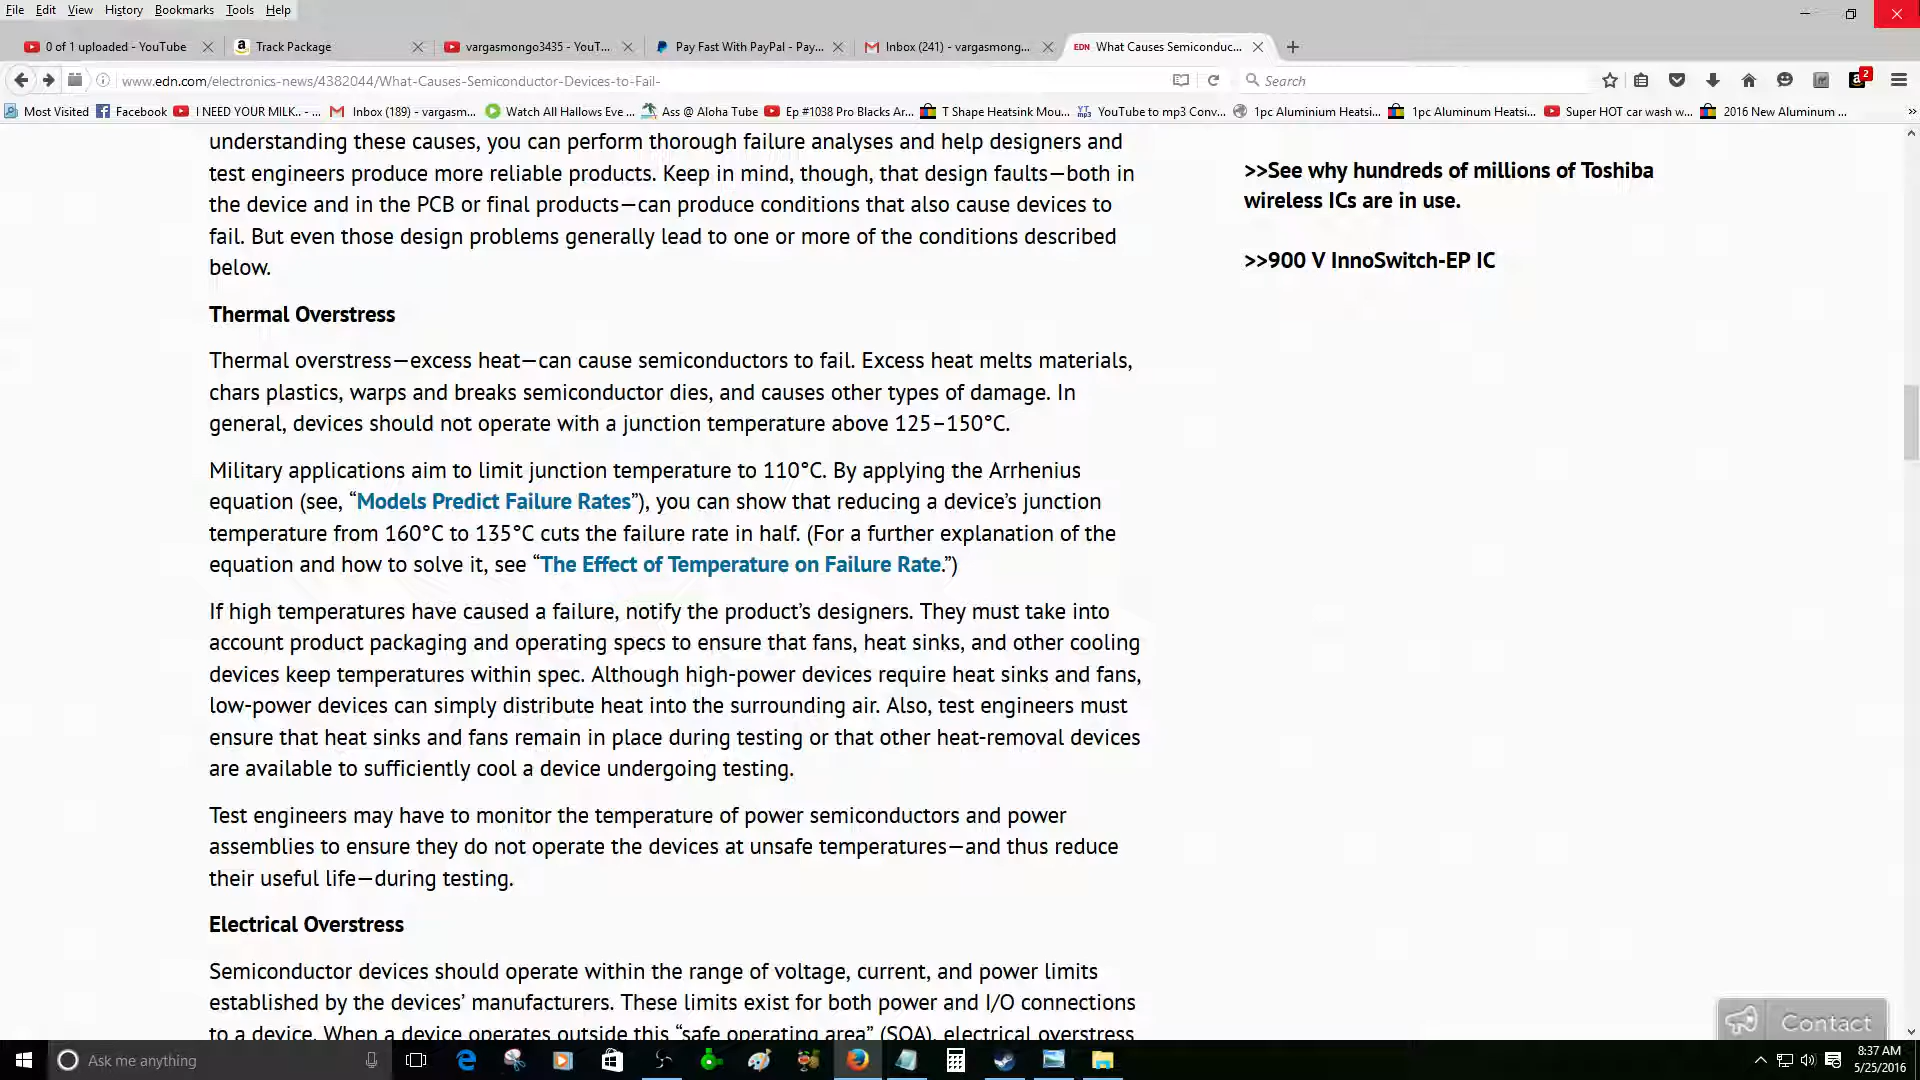 File Edit View History Bookmarks Tools Help
0 of 1 uploaded - YouTube
Track Package
vargasmongo3435 - YouT...
Pay Fast With PayPal - Pay...
Inbox (241) - vargasmong...
EDN What Causes Semiconduc...
www.edn.com/electronics-news/4382044/What-Causes-Semiconductor-Devices-to-Fail-
Search
2
Most Visited
Facebook
I NEED YOUR MILK.. - ...
Inbox (189) - vargasm...
Watch All Hallows Eve ...
Ass @ Aloha Tube
Ep #1038 Pro Blacks Ar...
T Shape Heatsink Mou...
YouTube to mp3 Conv...
1pc Aluminium Heatsi...
1pc Aluminum Heatsi...
Super HOT car wash w...
2016 New Aluminum ...
understanding these causes, you can perform thorough failure analyses and help designers and
test engineers produce more reliable products. Keep in mind, though, that design faults—both in
the device and in the PCB or final products—can produce conditions that also cause devices to
fail. But even those design problems generally lead to one or more of the conditions described
below.
Thermal Overstress
Thermal overstress—excess heat—can cause semiconductors to fail. Excess heat melts materials,
chars plastics, warps and breaks semiconductor dies, and causes other types of damage. In
general, devices should not operate with a junction temperature above 125–150°C.
Military applications aim to limit junction temperature to 110°C. By applying the Arrhenius
equation (see, “Models Predict Failure Rates”), you can show that reducing a device’s junction
temperature from 160°C to 135°C cuts the failure rate in half. (For a further explanation of the
equation and how to solve it, see “The Effect of Temperature on Failure Rate.”)
If high temperatures have caused a failure, notify the product’s designers. They must take into
account product packaging and operating specs to ensure that fans, heat sinks, and other cooling
devices keep temperatures within spec. Although high-power devices require heat sinks and fans,
low-power devices can simply distribute heat into the surrounding air. Also, test engineers must
ensure that heat sinks and fans remain in place during testing or that other heat-removal devices
are available to sufficiently cool a device undergoing testing.
Test engineers may have to monitor the temperature of power semiconductors and power
assemblies to ensure they do not operate the devices at unsafe temperatures—and thus reduce
their useful life—during testing.
Electrical Overstress
Semiconductor devices should operate within the range of voltage, current, and power limits
established by the devices’ manufacturers. These limits exist for both power and I/O connections
to a device. When a device operates outside this “safe operating area” (SOA), electrical overstress
>>See why hundreds of millions of Toshiba
wireless ICs are in use.
>>900 V InnoSwitch-EP IC
Contact
Ask me anything
8:37 AM
5/25/2016